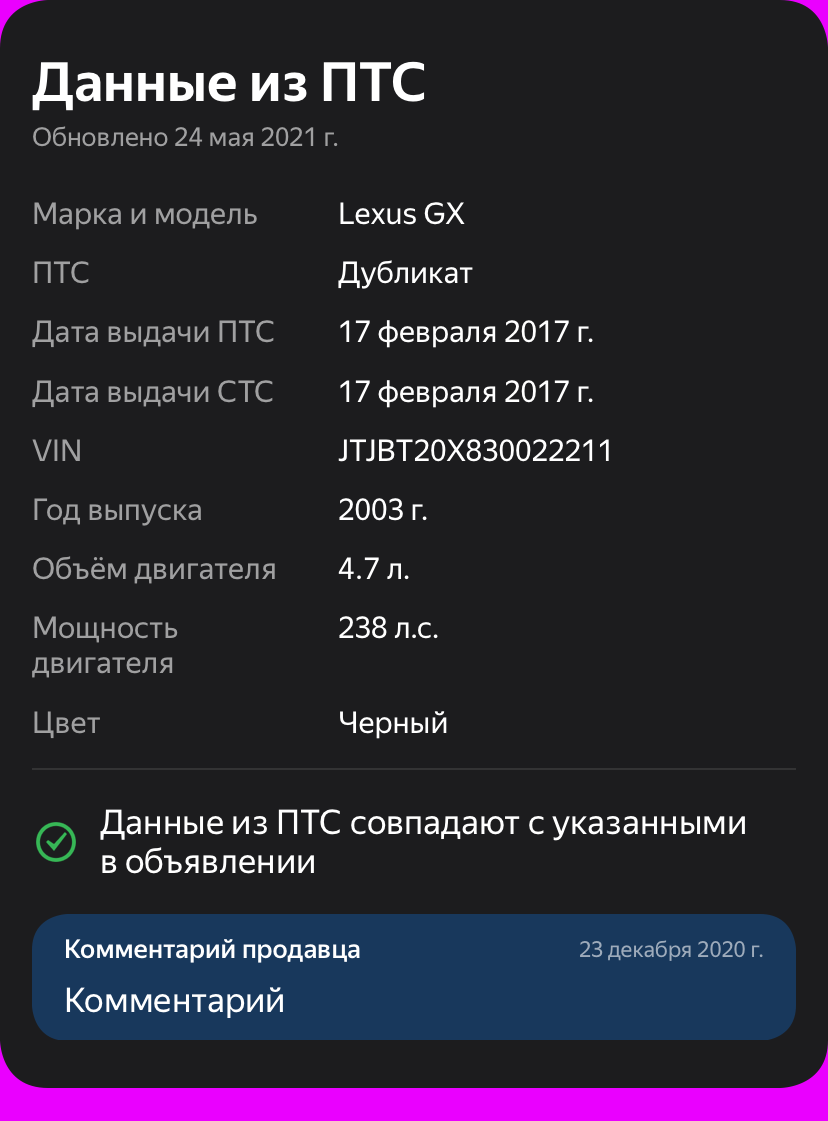 Данные из ПТС
Обновлено 24 мая 2021 г.
Марка и модель Lexus GX
ПТС Дубликат
Дата выдачи ПТС 17 февраля 2017 г.
Дата выдачи СТС 17 февраля 2017 г.
VIN JTJBT20X830022211
Год выпуска 2003 г.
Объём двигателя 4.7 л.
Мощность 238 л.с.
двигателя
Цвет Черный
Данные из ПТС совпадают с указанными
в объявлении
Комментарий продавца 23 декабря 2020 г.
Комментарий